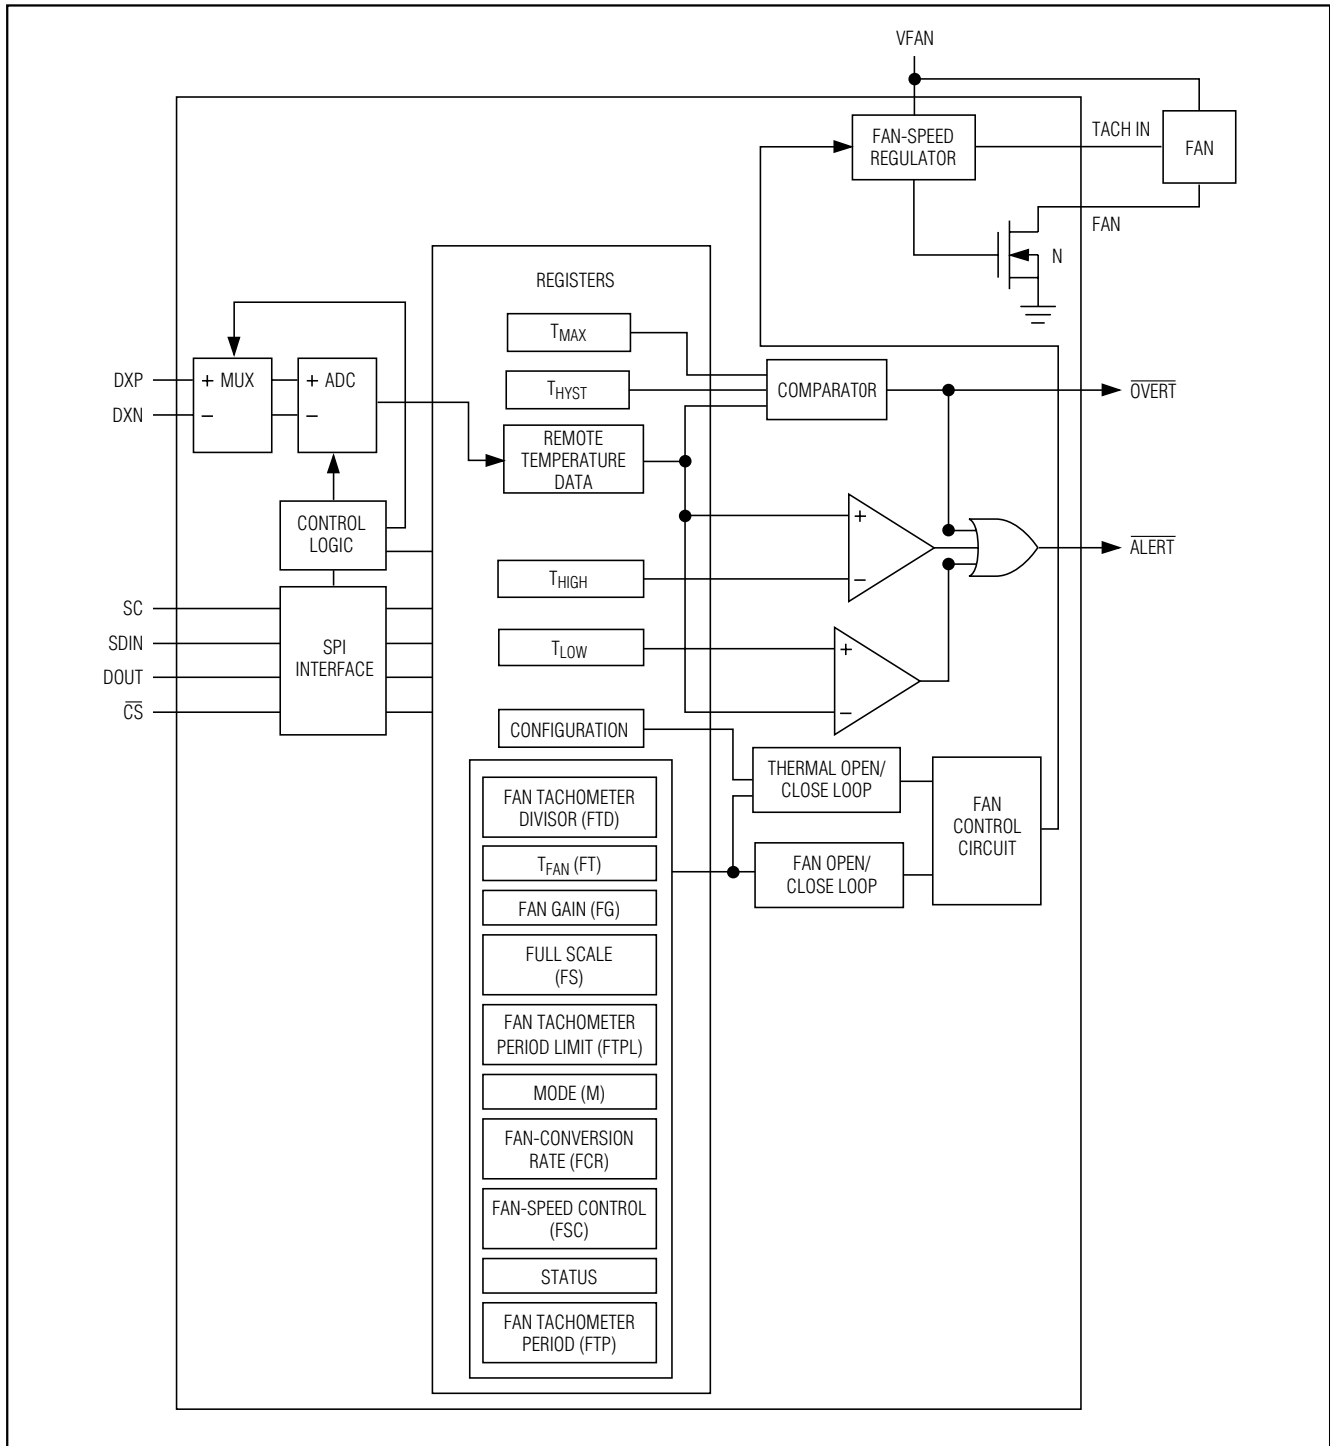 VFAN
FAN-SPEED
REGULATOR
TACH IN
FAN
FAN
N
REGISTERS
TMAX
THYST
COMPARATOR
OVERT
DXP
DXN
+ MUX
−
+ ADC
−
REMOTE
TEMPERATURE
DATA
CONTROL
LOGIC
+
−
ALERT
THIGH
SC
SDIN
DOUT
CS
SPI
INTERFACE
TLOW
+
−
CONFIGURATION
THERMAL OPEN/
CLOSE LOOP
FAN
CONTROL
CIRCUIT
FAN OPEN/
CLOSE LOOP
FAN TACHOMETER
DIVISOR (FTD)
TFAN (FT)
FAN GAIN (FG)
FULL SCALE
(FS)
FAN TACHOMETER
PERIOD LIMIT (FTPL)
MODE (M)
FAN-CONVERSION
RATE (FCR)
FAN-SPEED CONTROL
(FSC)
STATUS
FAN TACHOMETER
PERIOD (FTP)